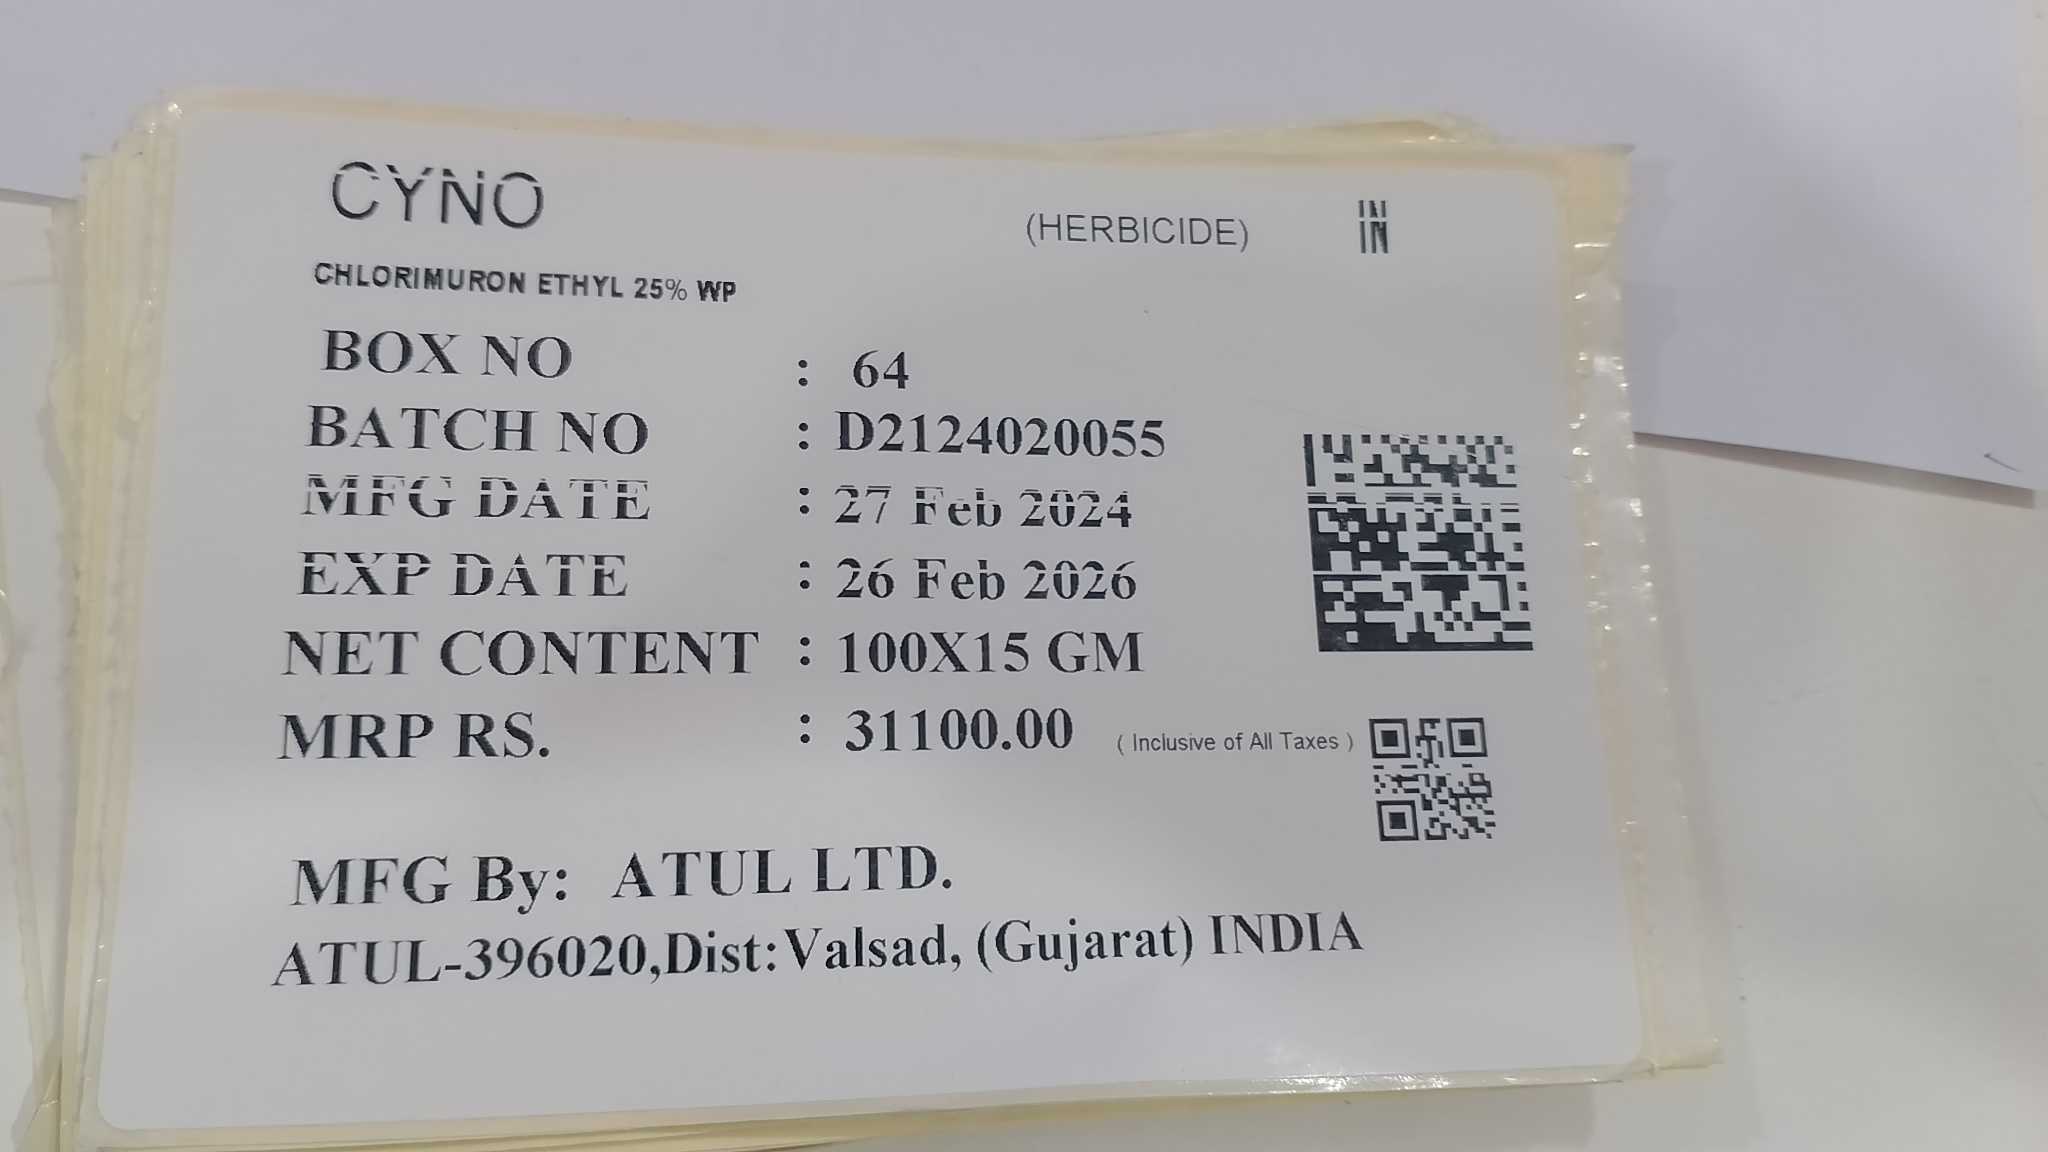 CYNO
(HERBICIDE) IN
CHLORIMURON ETHYL 25% WP
BOX NO : 64
BATCH NO : D2124020055
MFG DATE : 27 Feb 2024
EXP DATE : 26 Feb 2026
NET CONTENT : 100X15 GM
MRP RS. : 31100.00 ( Inclusive of All Taxes )
MFG By: ATUL LTD.
ATUL-396020,Dist:Valsad, (Gujarat) INDIA